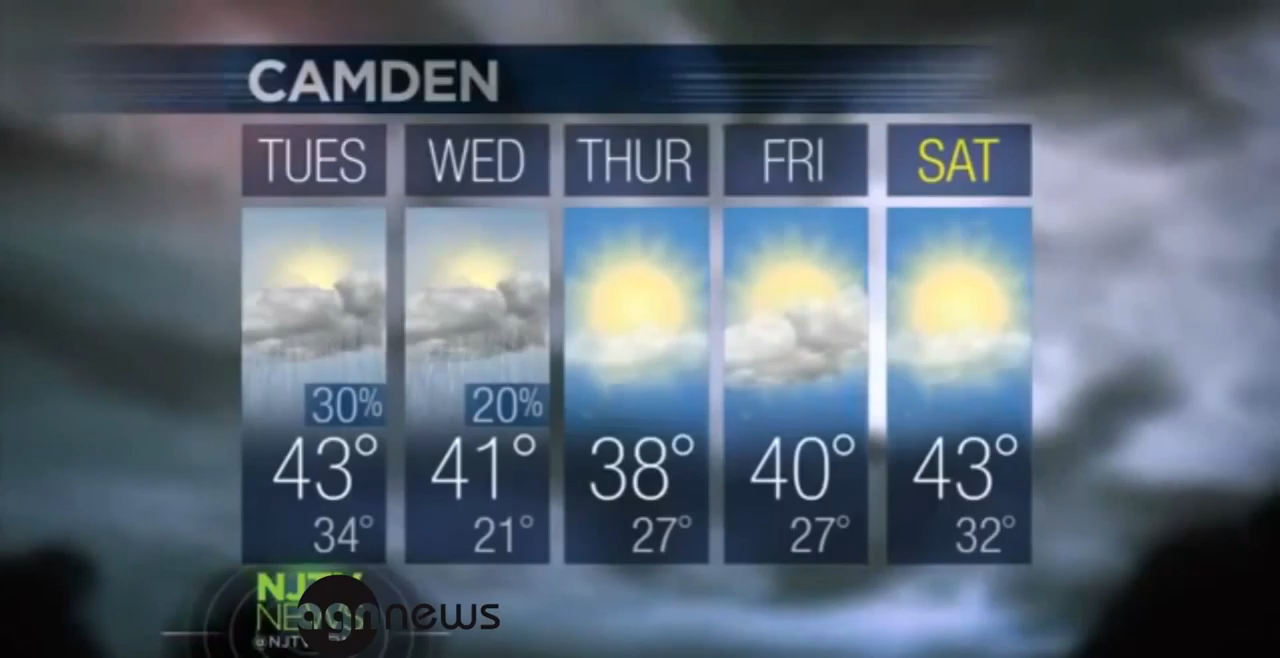 CAMDEN
TUES WED THUR FRI SAT
30% 20%
43° 41° 38° 40° 43°
34° 21° 27° 27° 32°
NJTV
NEWS
agnnews